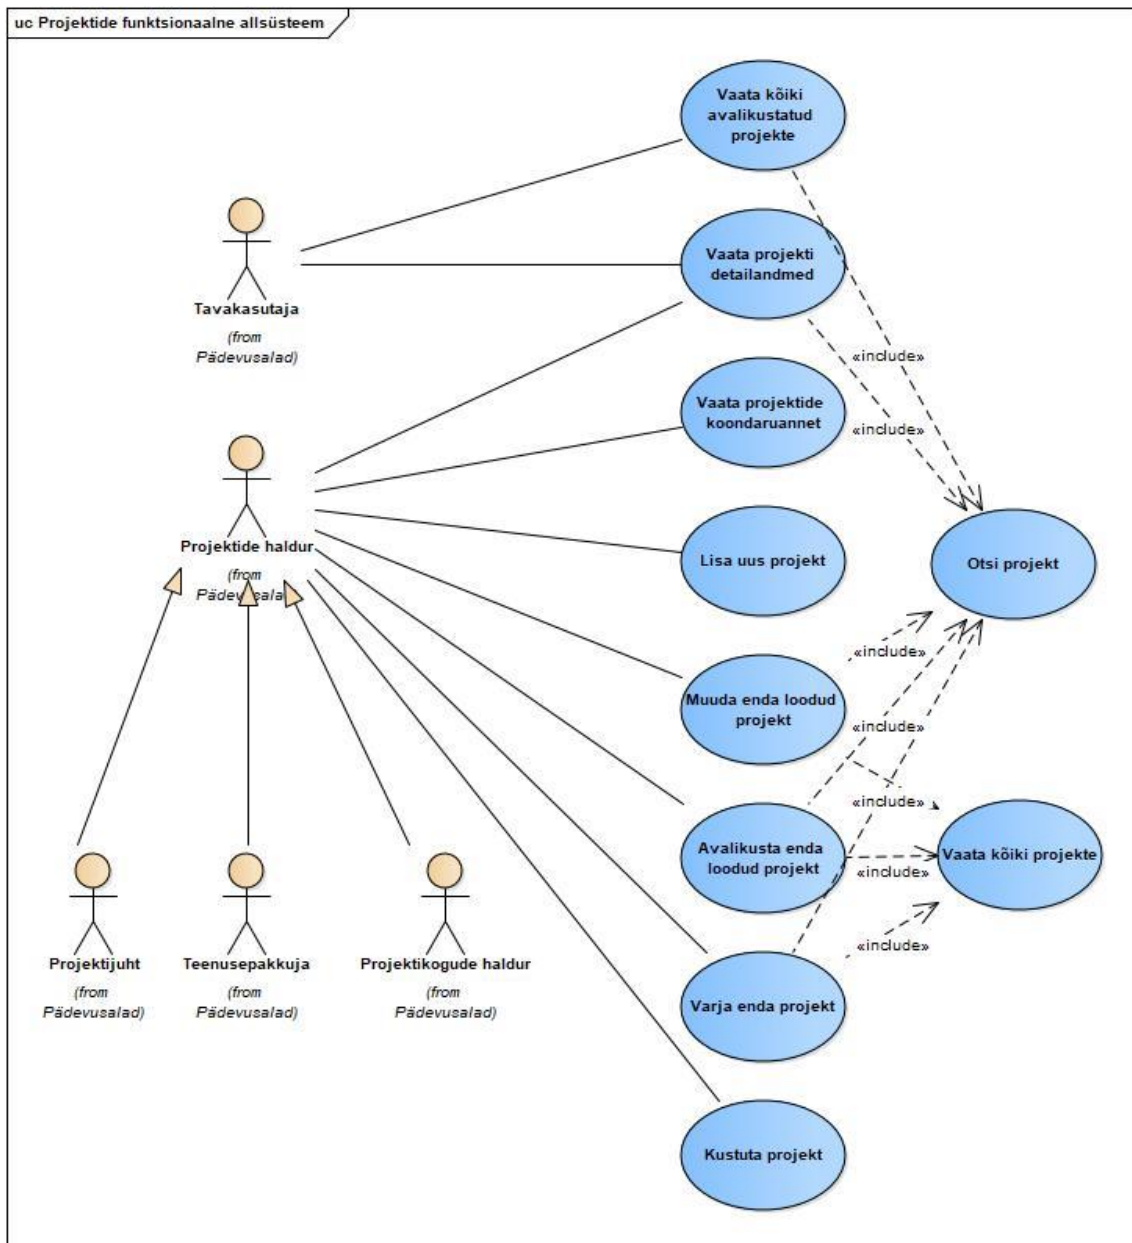 uc Projektide funktsionaalne allsüsteem
Vaata kõiki
avalikustatud
projekte
Tavakasutaja
(from
Pädevusalad)
Vaata projekti
detailandmed
«include»
Vaata projektide
koondaruannet
«include»
Projektide haldur
(from
Pädevusalad)
Lisa uus projekt
Otsi projekt
Muuda enda loodud
projekt
«include»
«include»
«include»
Avalikusta enda
loodud projekt
«include»
Vaata kõiki projekte
Projektijuht
(from
Pädevusalad)
Teenusepakkuja
(from
Pädevusalad)
Projektikogude haldur
(from
Pädevusalad)
«include»
Varja enda projekt
Kustuta projekt